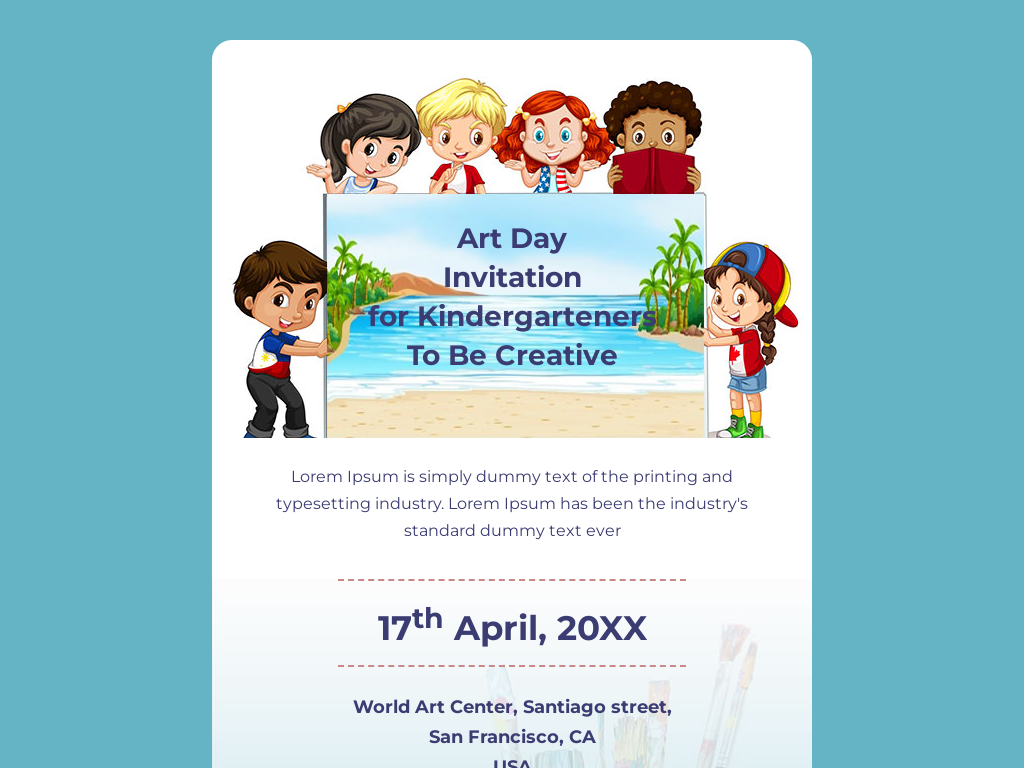 Art Day
Invitation
for Kindergarteners
To Be Creative
Lorem Ipsum is simply dummy text of the printing and
typesetting industry. Lorem Ipsum has been the industry's
standard dummy text ever
17th April, 20XX
World Art Center, Santiago street,
San Francisco, CA
USA